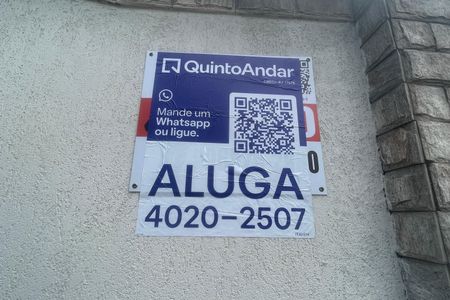 QuintoAndar
Mande um
Whatsapp
ou ligue.
ALUGA
4020-2507